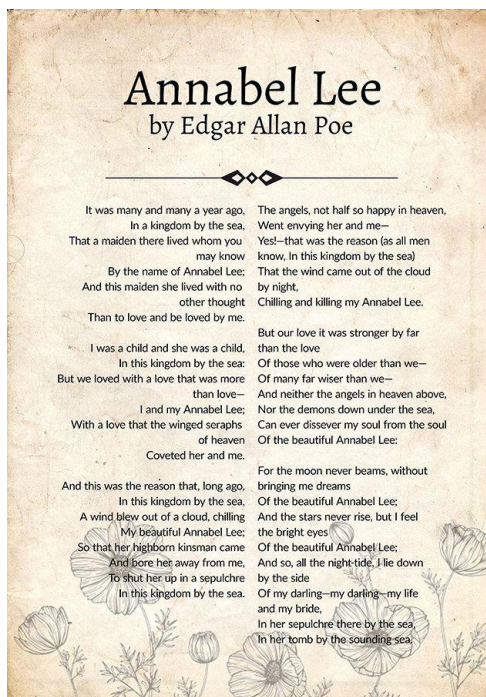 Annabel Lee
by Edgar Allan Poe
It was many and many a year ago,
In a kingdom by the sea,
That a maiden there lived whom you
may know
By the name of Annabel Lee;
And this maiden she lived with no
other thought
Than to love and be loved by me.
I was a child and she was a child,
In this kingdom by the sea:
But we loved with a love that was more
than love—
I and my Annabel Lee;
With a love that the winged seraphs
of heaven
Coveted her and me.
And this was the reason that, long ago,
In this kingdom by the sea,
A wind blew out of a cloud, chilling
My beautiful Annabel Lee;
So that her highborn kinsman came
And bore her away from me,
To shut her up in a sepulchre
In this kingdom by the sea.
The angels, not half so happy in heaven,
Went envying her and me—
Yes!—that was the reason (as all men
know, In this kingdom by the sea)
That the wind came out of the cloud
by night,
Chilling and killing my Annabel Lee.
But our love it was stronger by far
than the love
Of those who were older than we—
Of many far wiser than we—
And neither the angels in heaven above,
Nor the demons down under the sea,
Can ever dissever my soul from the soul
Of the beautiful Annabel Lee:
For the moon never beams, without
bringing me dreams
Of the beautiful Annabel Lee;
And the stars never rise, but I feel
the bright eyes
Of the beautiful Annabel Lee;
And so, all the night-tide, I lie down
by the side
Of my darling—my darling—my life
and my bride,
In her sepulchre there by the sea,
In her tomb by the sounding sea.